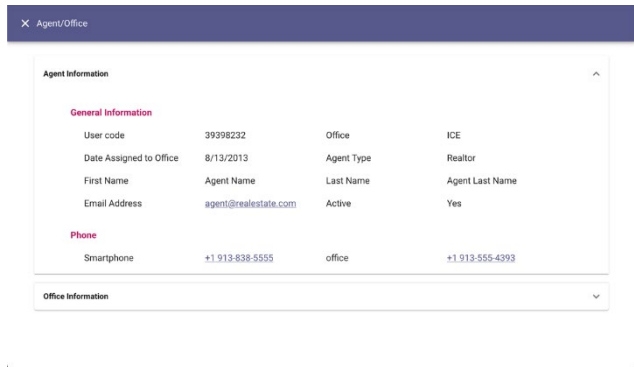 Agent/Office
Agent Information
General Information
User code 39398232 Office ICE
Date Assigned to Office 8/13/2013 Agent Type Realtor
First Name Agent Name Last Name Agent Last Name
Email Address agent@realestate.com Active Yes
Phone
Smartphone +1 913-838-5555 office +1 913-555-4393
Office Information